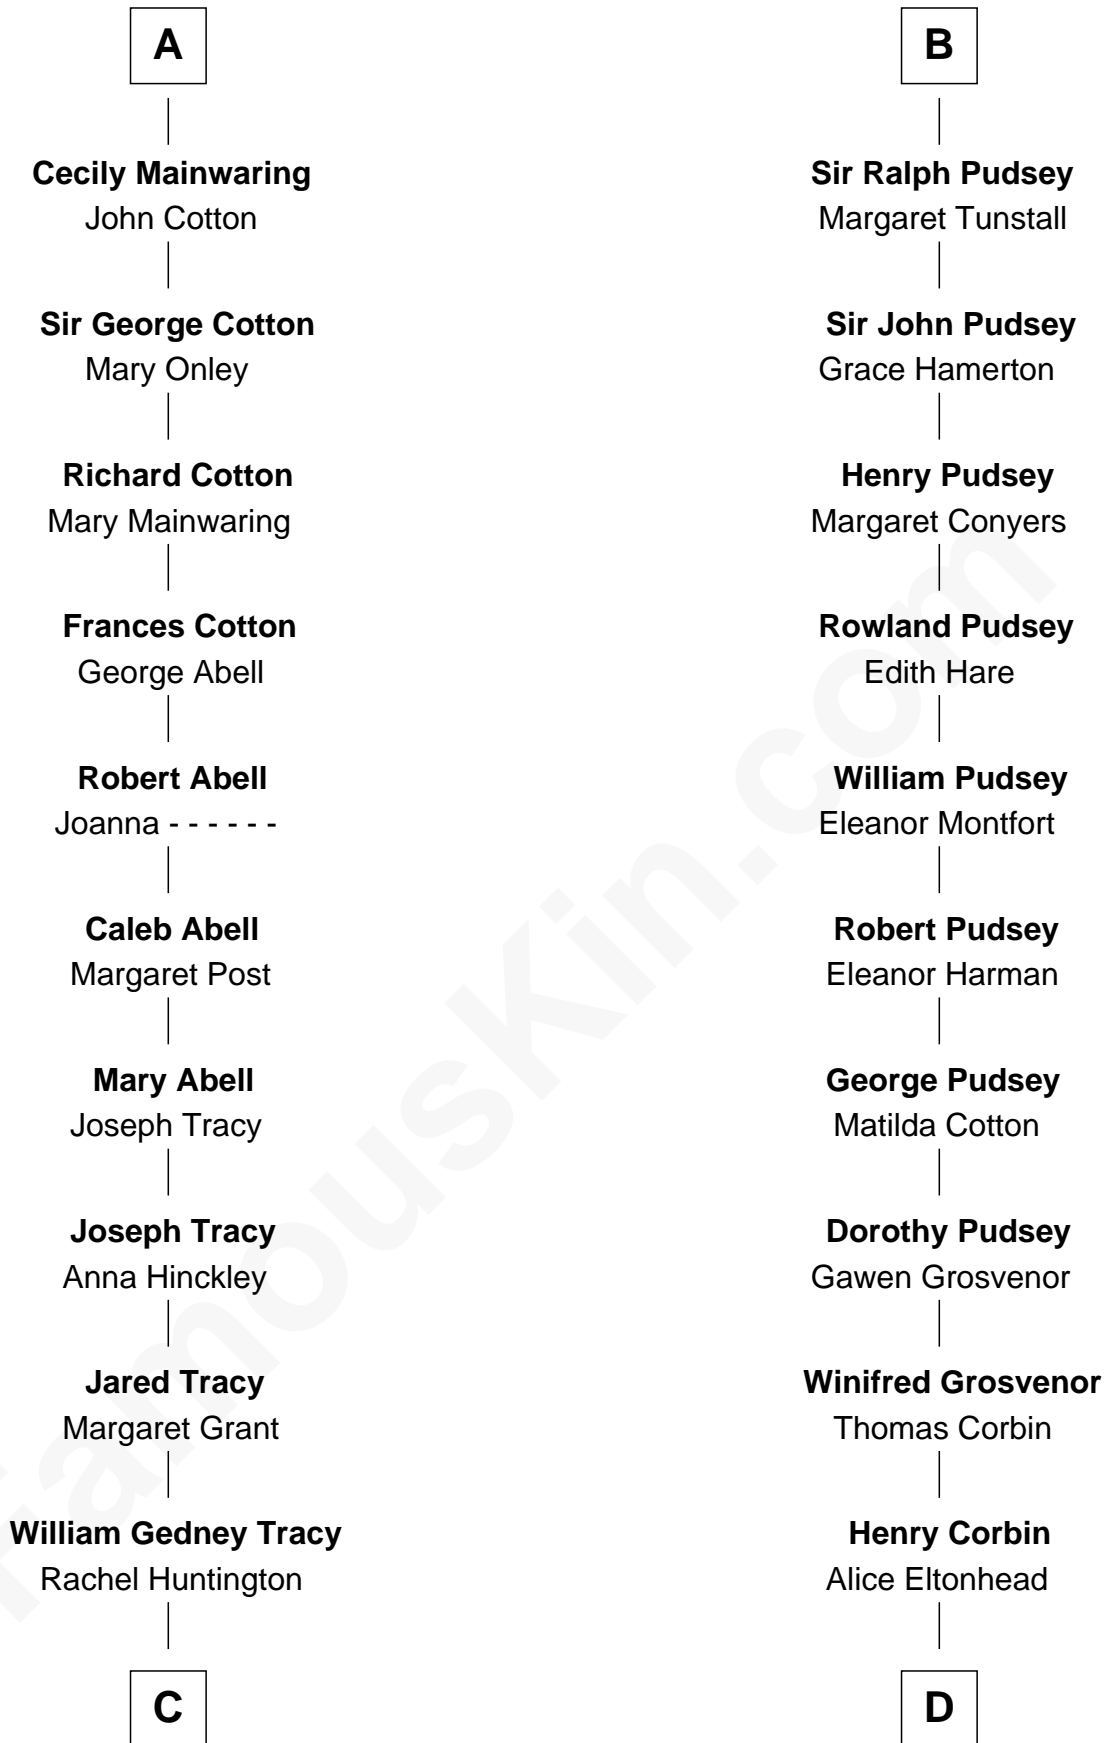 A
Cecily Mainwaring
John Cotton
Sir George Cotton
Mary Onley
Richard Cotton
Mary Mainwaring
Frances Cotton
George Abell
Robert Abell
Joanna - - - - - -
Caleb Abell
Margaret Post
Mary Abell
Joseph Tracy
Joseph Tracy
Anna Hinckley
Jared Tracy
Margaret Grant
William Gedney Tracy
Rachel Huntington
C
B
Sir Ralph Pudsey
Margaret Tunstall
Sir John Pudsey
Grace Hamerton
Henry Pudsey
Margaret Conyers
Rowland Pudsey
Edith Hare
William Pudsey
Eleanor Montfort
Robert Pudsey
Eleanor Harman
George Pudsey
Matilda Cotton
Dorothy Pudsey
Gawen Grosvenor
Winifred Grosvenor
Thomas Corbin
Henry Corbin
Alice Eltonhead
D
FamousKin.com